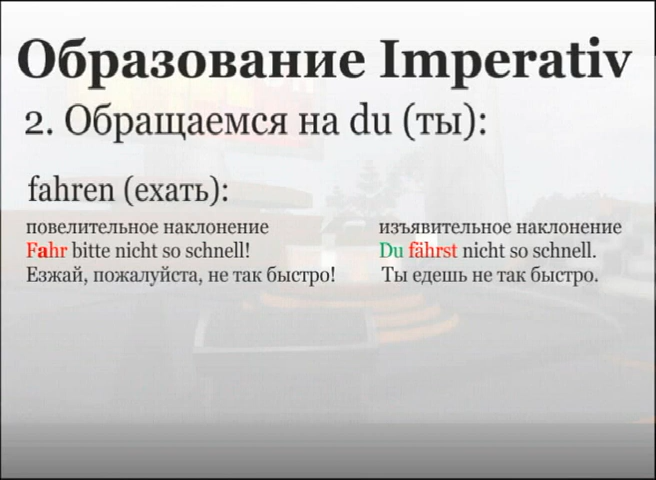 Образование Imperativ
2. Обращаемся на du (ты):
fahren (ехать):
повелительное наклонение
Fahr bitte nicht so schnell!
Езжай, пожалуйста, не так быстро!
изъявительное наклонение
Du fährst nicht so schnell.
Ты едешь не так быстро.